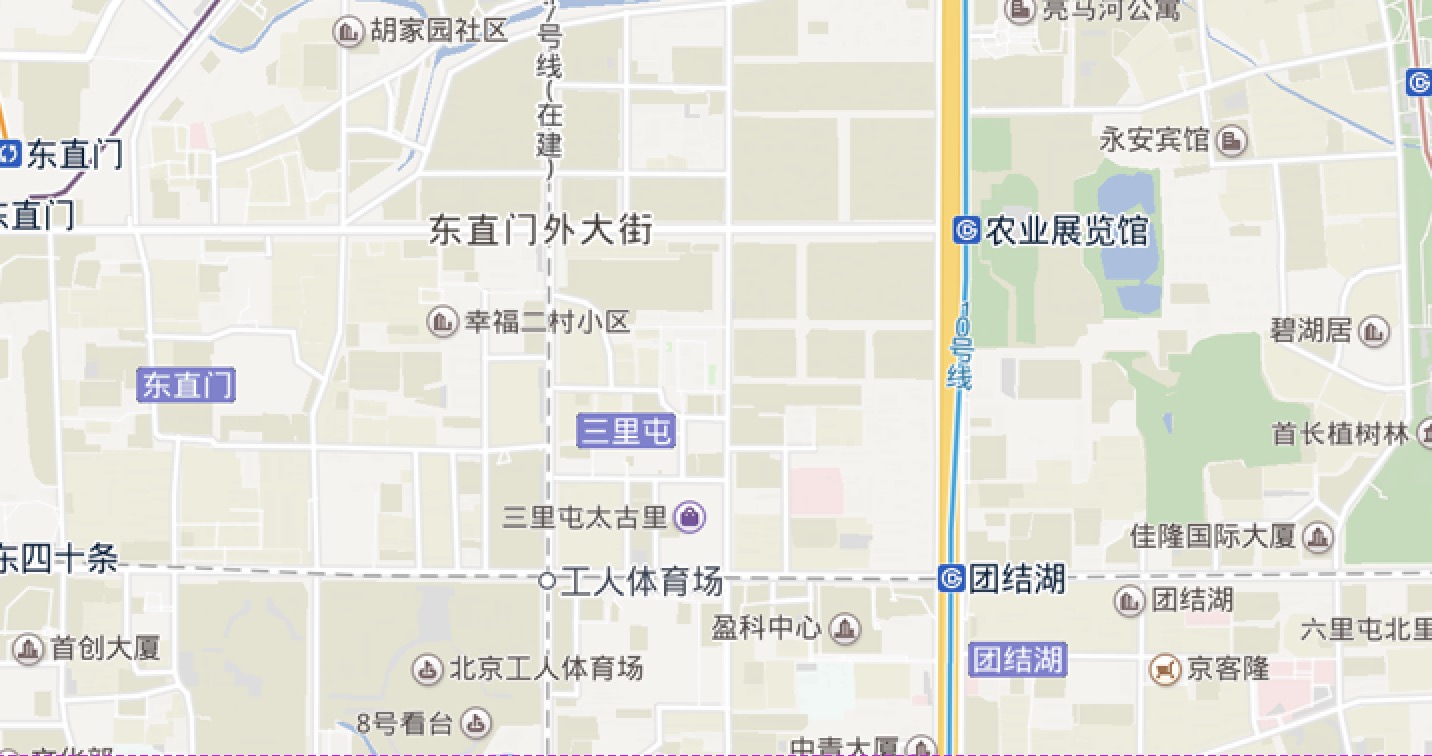 亮马河公寓
胡家园社区
7号线(在建)
永安宾馆
东直门
东直门
东直门外大街
农业展览馆
幸福二村小区
10号线
碧湖居
东直门
三里屯
首长植树林
三里屯太古里
佳隆国际大厦
东四十条
工人体育场
团结湖
团结湖
盈科中心
六里屯北里
首创大厦
北京工人体育场
团结湖
京客隆
8号看台
中青大厦